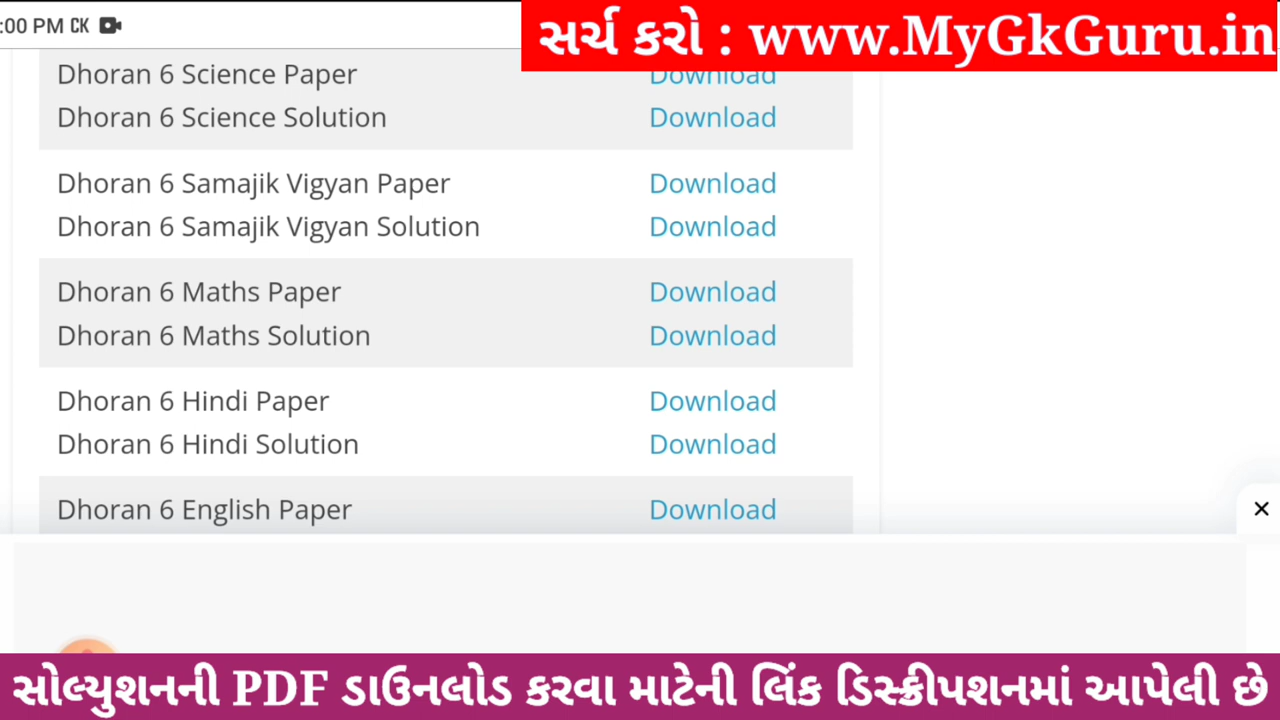 :00 PM CK
સર્ચ કરો : www.MyGkGuru.in
Dhoran 6 Science Paper Download
Dhoran 6 Science Solution Download
Dhoran 6 Samajik Vigyan Paper Download
Dhoran 6 Samajik Vigyan Solution Download
Dhoran 6 Maths Paper Download
Dhoran 6 Maths Solution Download
Dhoran 6 Hindi Paper Download
Dhoran 6 Hindi Solution Download
Dhoran 6 English Paper Download
સોલ્યુશનની PDF ડાઉનલોડ કરવા માટેની લિંક ડિસ્ક્રીપશનમાં આપેલી છે